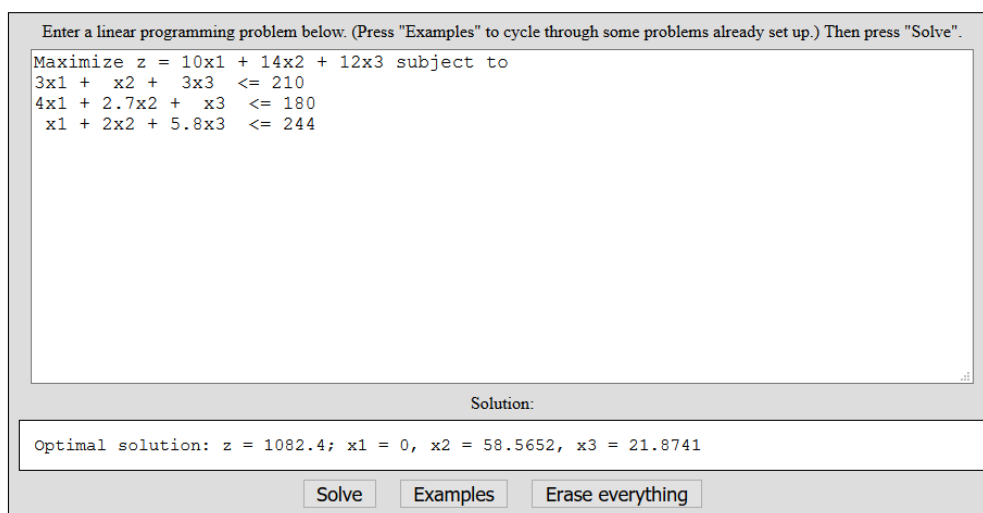 Enter a linear programming problem below. (Press "Examples" to cycle through some problems already set up.) Then press "Solve".
Maximize z = 10x1 + 14x2 + 12x3 subject to
3x1 +  x2 +  3x3  <= 210
4x1 + 2.7x2 +  x3  <= 180
x1 + 2x2 + 5.8x3  <= 244
Solution:
Optimal solution: z = 1082.4; x1 = 0, x2 = 58.5652, x3 = 21.8741
Solve Examples Erase everything